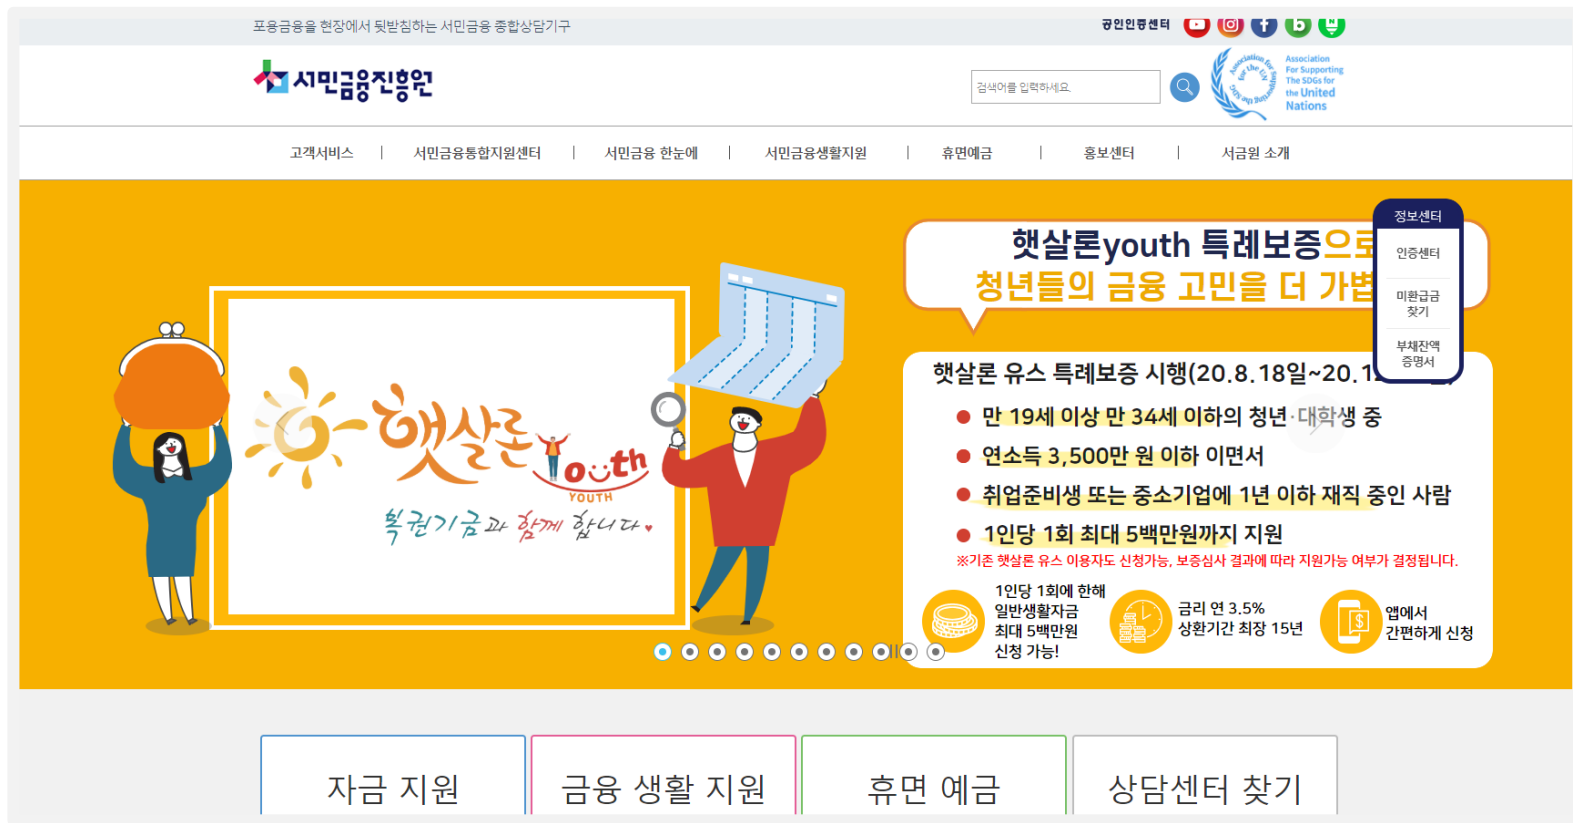 포용금융을 현장에서 뒷받침하는 서민금융 종합상담기구
공인인증센터
서민금융진흥원
검색어를 입력하세요.
Association for Supporting the SDG for the UN
Association
For Supporting
The SDGs for
the United
Nations
고객서비스 | 서민금융통합지원센터 | 서민금융 한눈에 | 서민금융생활지원 | 휴면예금 | 홍보센터 | 서금원 소개
햇살론youth 특례보증으로
청년들의 금융 고민을 더 가볍
정보센터
인증센터
미환급금
찾기
부채잔액
증명서
햇살론 Youth
YOUTH
복권기금과 함께 합니다
햇살론 유스 특례보증 시행(20.8.18일~20.12
만 19세 이상 만 34세 이하의 청년·대학생 중
연소득 3,500만 원 이하 이면서
취업준비생 또는 중소기업에 1년 이하 재직 중인 사람
1인당 1회 최대 5백만원까지 지원
※기존 햇살론 유스 이용자도 신청가능, 보증심사 결과에 따라 지원가능 여부가 결정됩니다.
1인당 1회에 한해
일반생활자금
최대 5백만원
신청 가능!
금리 연 3.5%
상환기간 최장 15년
앱에서
간편하게 신청
자금 지원
금융 생활 지원
휴면 예금
상담센터 찾기